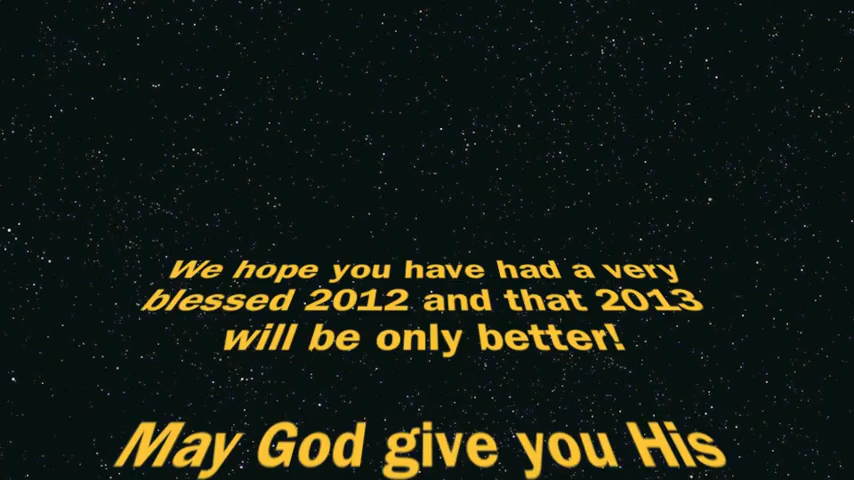 We hope you have had a very
blessed 2012 and that 2013
will be only better!
May God give you His